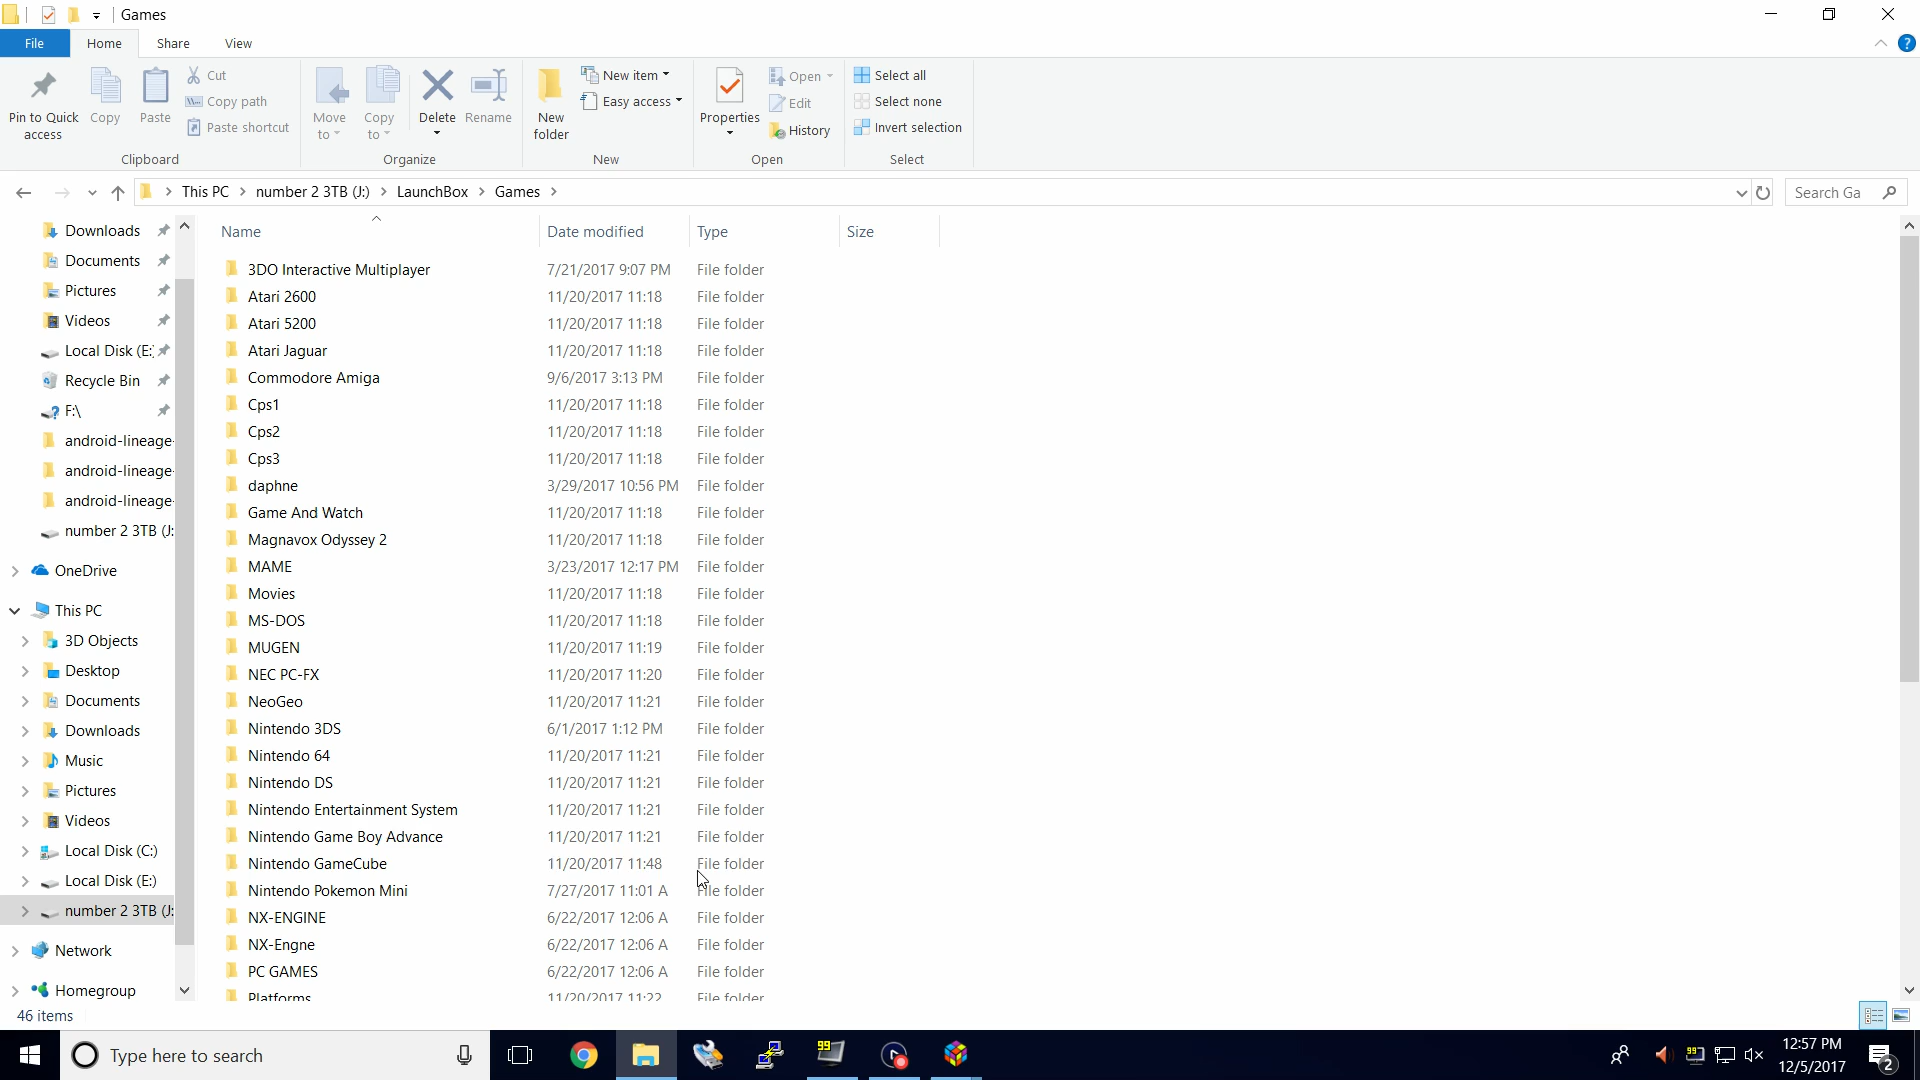 Games
File Home Share View
Pin to Quick access
Copy
Paste
Cut
Copy path
Paste shortcut
Clipboard
Move to
Copy to
Delete
Rename
Organize
New folder
New item
Easy access
New
Properties
Open
Edit
History
Open
Select all
Select none
Invert selection
Select
This PC number 2 3TB (J:) LaunchBox Games
Search Ga
Downloads
Documents
Pictures
Videos
Local Disk (E:
Recycle Bin
F:\
android-lineage-
android-lineage-
android-lineage-
number 2 3TB (J:
OneDrive
This PC
3D Objects
Desktop
Documents
Downloads
Music
Pictures
Videos
Local Disk (C:)
Local Disk (E:)
number 2 3TB (J:
Network
Homegroup
Name Date modified Type Size
3DO Interactive Multiplayer 7/21/2017 9:07 PM File folder
Atari 2600 11/20/2017 11:18 File folder
Atari 5200 11/20/2017 11:18 File folder
Atari Jaguar 11/20/2017 11:18 File folder
Commodore Amiga 9/6/2017 3:13 PM File folder
Cps1 11/20/2017 11:18 File folder
Cps2 11/20/2017 11:18 File folder
Cps3 11/20/2017 11:18 File folder
daphne 3/29/2017 10:56 PM File folder
Game And Watch 11/20/2017 11:18 File folder
Magnavox Odyssey 2 11/20/2017 11:18 File folder
MAME 3/23/2017 12:17 PM File folder
Movies 11/20/2017 11:18 File folder
MS-DOS 11/20/2017 11:18 File folder
MUGEN 11/20/2017 11:19 File folder
NEC PC-FX 11/20/2017 11:20 File folder
NeoGeo 11/20/2017 11:21 File folder
Nintendo 3DS 6/1/2017 1:12 PM File folder
Nintendo 64 11/20/2017 11:21 File folder
Nintendo DS 11/20/2017 11:21 File folder
Nintendo Entertainment System 11/20/2017 11:21 File folder
Nintendo Game Boy Advance 11/20/2017 11:21 File folder
Nintendo GameCube 11/20/2017 11:48 File folder
Nintendo Pokemon Mini 7/27/2017 11:01 A File folder
NX-ENGINE 6/22/2017 12:06 A File folder
NX-Engne 6/22/2017 12:06 A File folder
PC GAMES 6/22/2017 12:06 A File folder
Platforms 11/20/2017 11:22 File folder
46 items
Type here to search
99
99
12:57 PM
12/5/2017
2